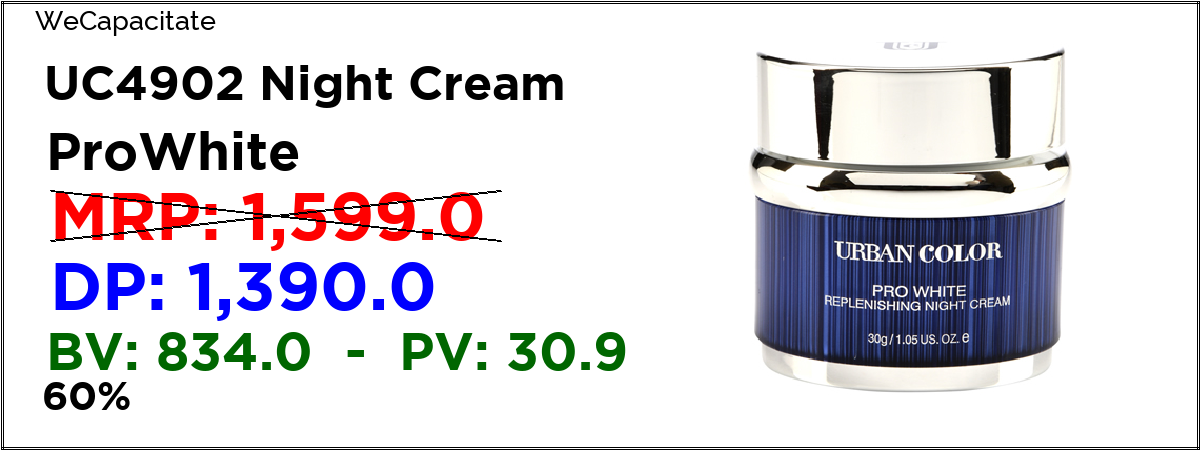 WeCapacitate
UC4902 Night Cream
ProWhite
MRP: 1,599.0
DP: 1,390.0
BV: 834.0 - PV: 30.9
60%
URBAN COLOR
PRO WHITE
REPLENISHING NIGHT CREAM
30g/1.05 US. OZ. e